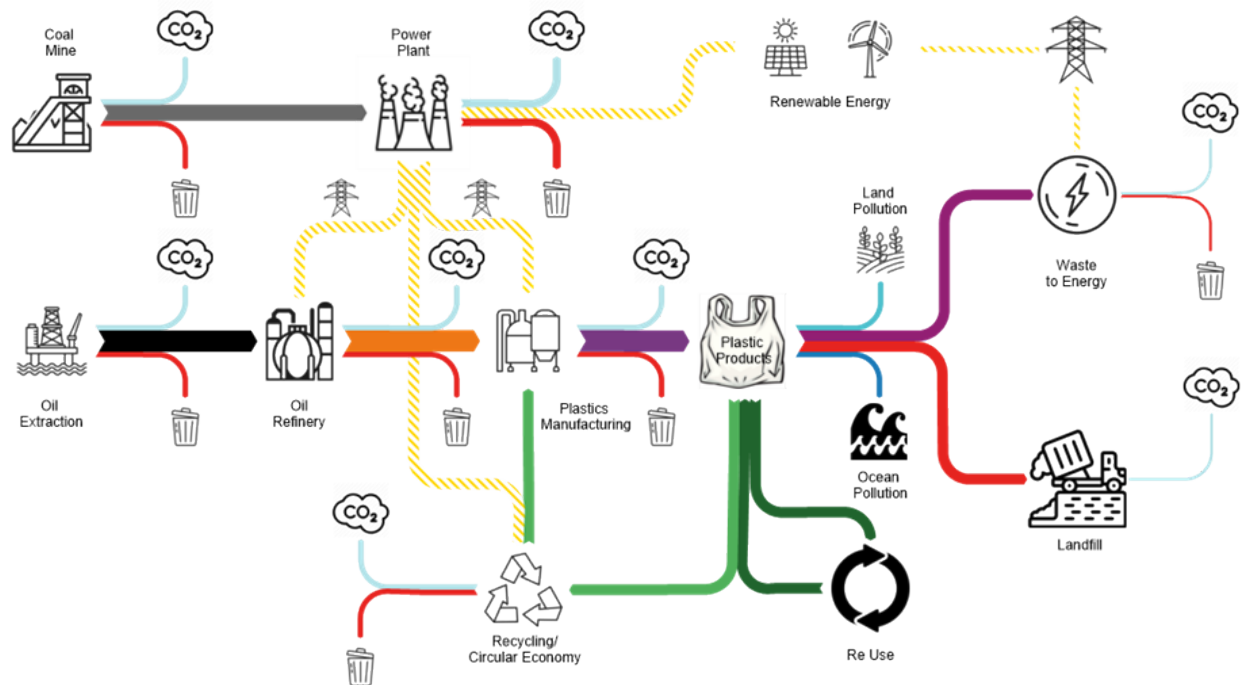 Coal
Mine
CO2
Power
Plant
CO2
Renewable Energy
CO2
Land
Pollution
Waste
to Energy
CO2
CO2
CO2
Plastic
Products
Oil
Extraction
Oil
Refinery
Plastics
Manufacturing
Ocean
Pollution
CO2
Landfill
CO2
Recycling/
Circular Economy
Re Use